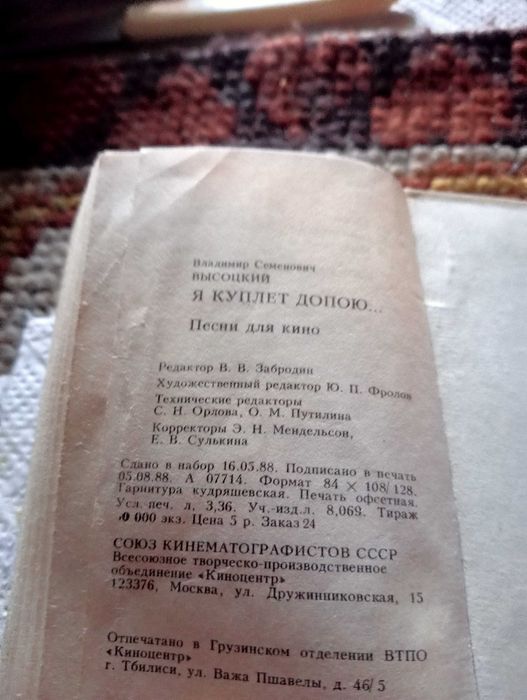 Владимир Семенович
ВЫСОЦКИЙ
Я КУПЛЕТ ДОПОЮ...
Песни для кино
Редактор В. В. Забродин
Художественный редактор Ю. П. Фролов
Технические редакторы
С. Н. Орлова, О. М. Путилина
Корректоры Э. Н. Мендельсон,
Е. В. Сулькина
Сдано в набор 16.05.88. Подписано в печать
05.08.88. А 07714. Формат 84 × 108/128.
Гарнитура кудряшевская. Печать офсетная.
Усл. печ. л. 3,36. Уч.-изд.л. 8,069. Тираж
000 экз. Цена 5 р. Заказ 24
СОЮЗ КИНЕМАТОГРАФИСТОВ СССР
Всесоюзное творческо-производственное
объединение «Киноцентр»
123376, Москва, ул. Дружинниковская, 15
Отпечатано в Грузинском отделении ВТПО
«Киноцентр»
г. Тбилиси, ул. Важа Пшавелы, д. 46/5